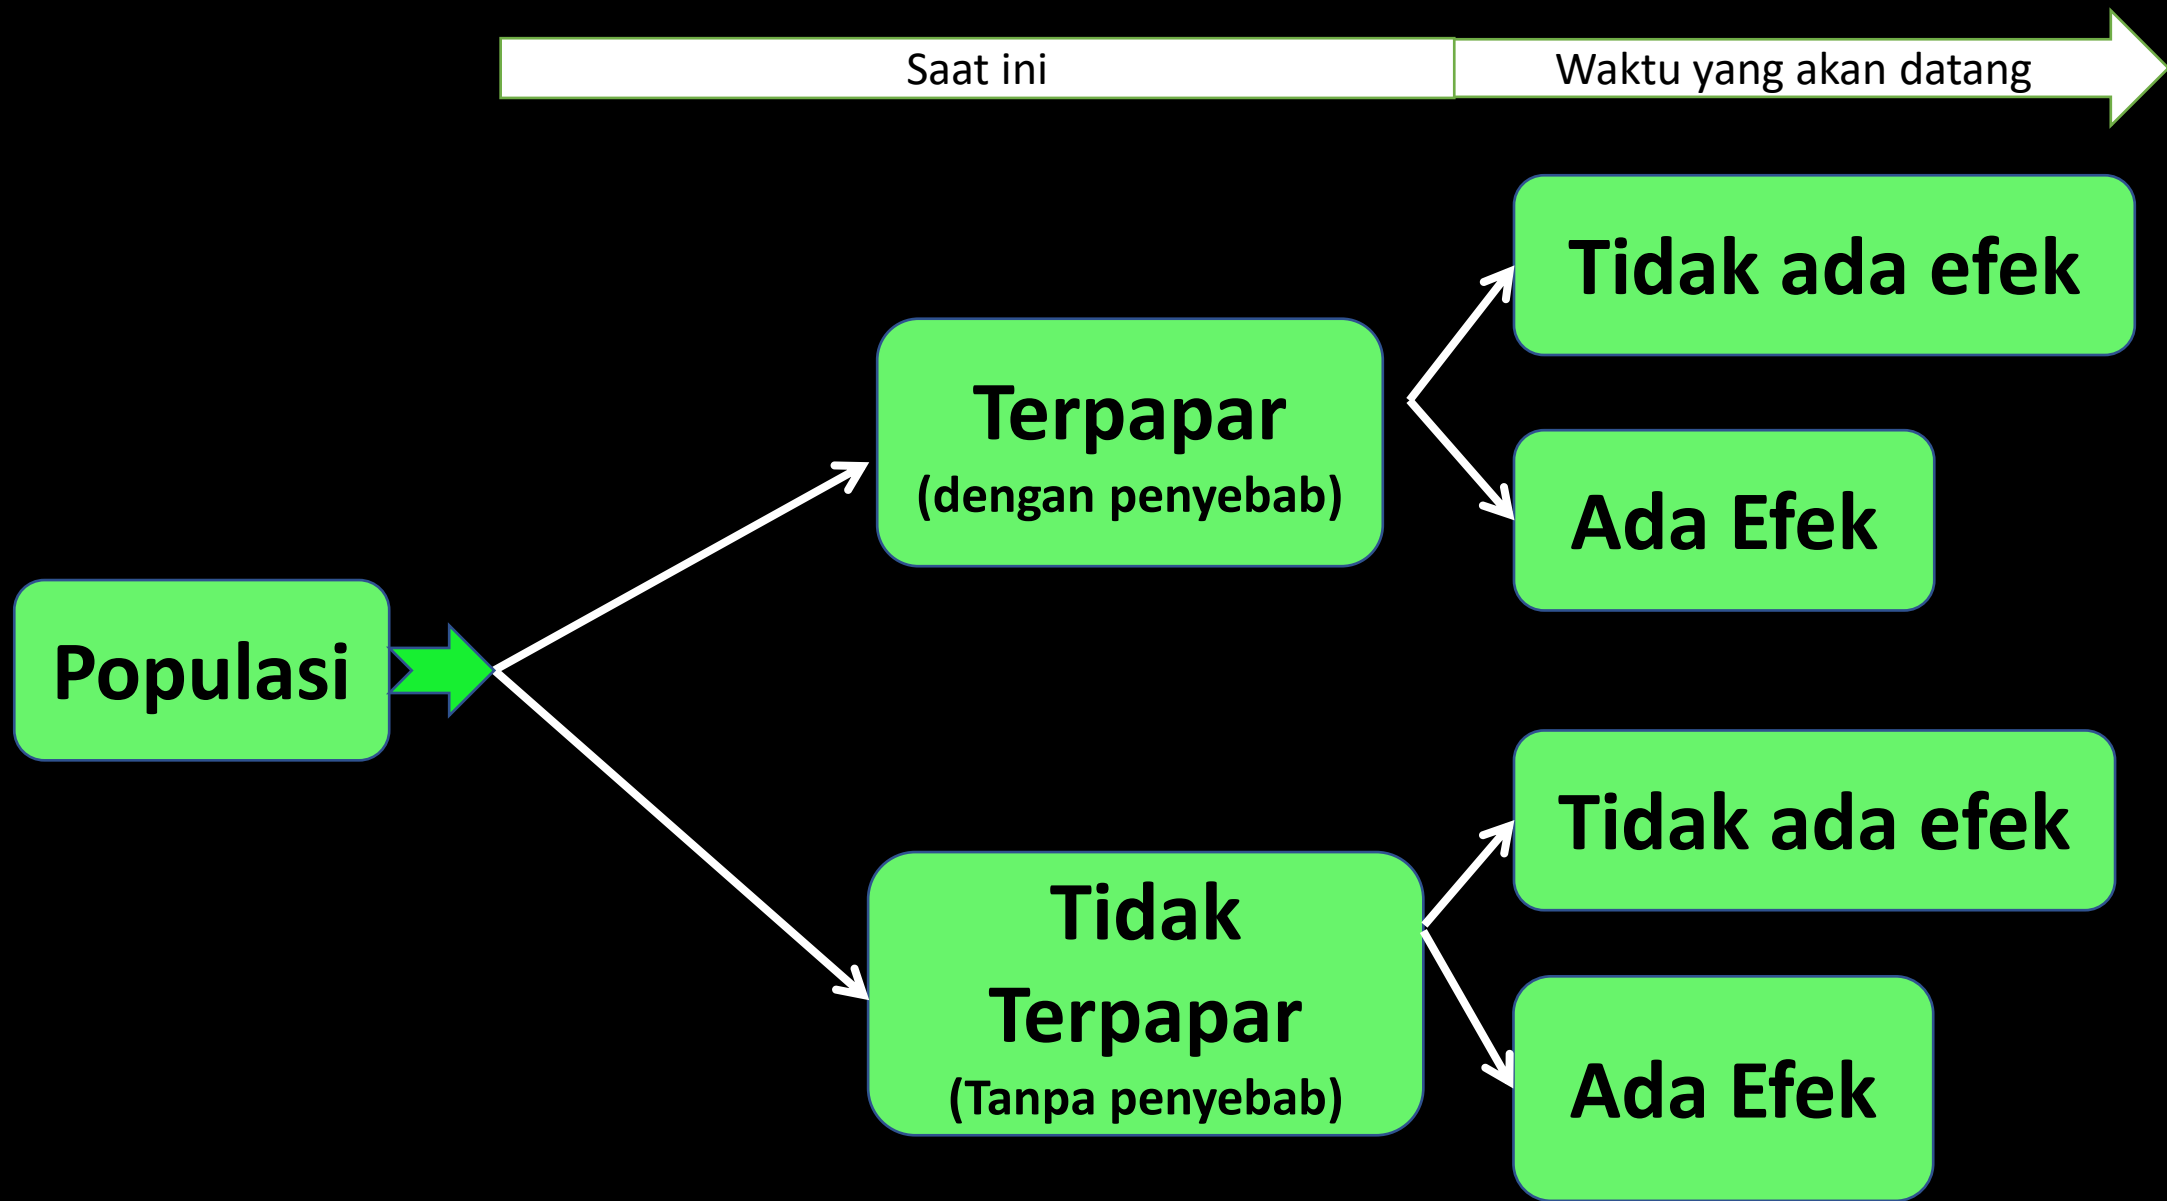 Saat ini
Waktu yang akan datang
Tidak ada efek
Terpapar
(dengan penyebab)
Ada Efek
Populasi
Tidak ada efek
Tidak
Terpapar
(Tanpa penyebab)
Ada Efek